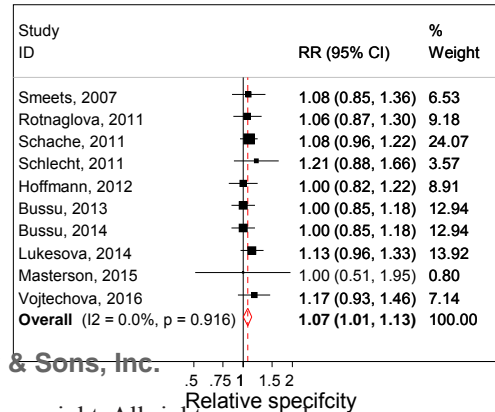 Study %
ID RR (95% CI) Weight
Smeets, 2007 1.08 (0.85, 1.36) 6.53
Rotnaglova, 2011 1.06 (0.87, 1.30) 9.18
Schache, 2011 1.08 (0.96, 1.22) 24.07
Schlecht, 2011 1.21 (0.88, 1.66) 3.57
Hoffmann, 2012 1.00 (0.82, 1.22) 8.91
Bussu, 2013 1.00 (0.85, 1.18) 12.94
Bussu, 2014 1.00 (0.85, 1.18) 12.94
Lukesova, 2014 1.13 (0.96, 1.33) 13.92
Masterson, 2015 1.00 (0.51, 1.95) 0.80
Vojtechova, 2016 1.17 (0.93, 1.46) 7.14
Overall (I2 = 0.0%, p = 0.916) 1.07 (1.01, 1.13) 100.00
& Sons, Inc.
.5 .75 1 1.5 2
Relative specifcity